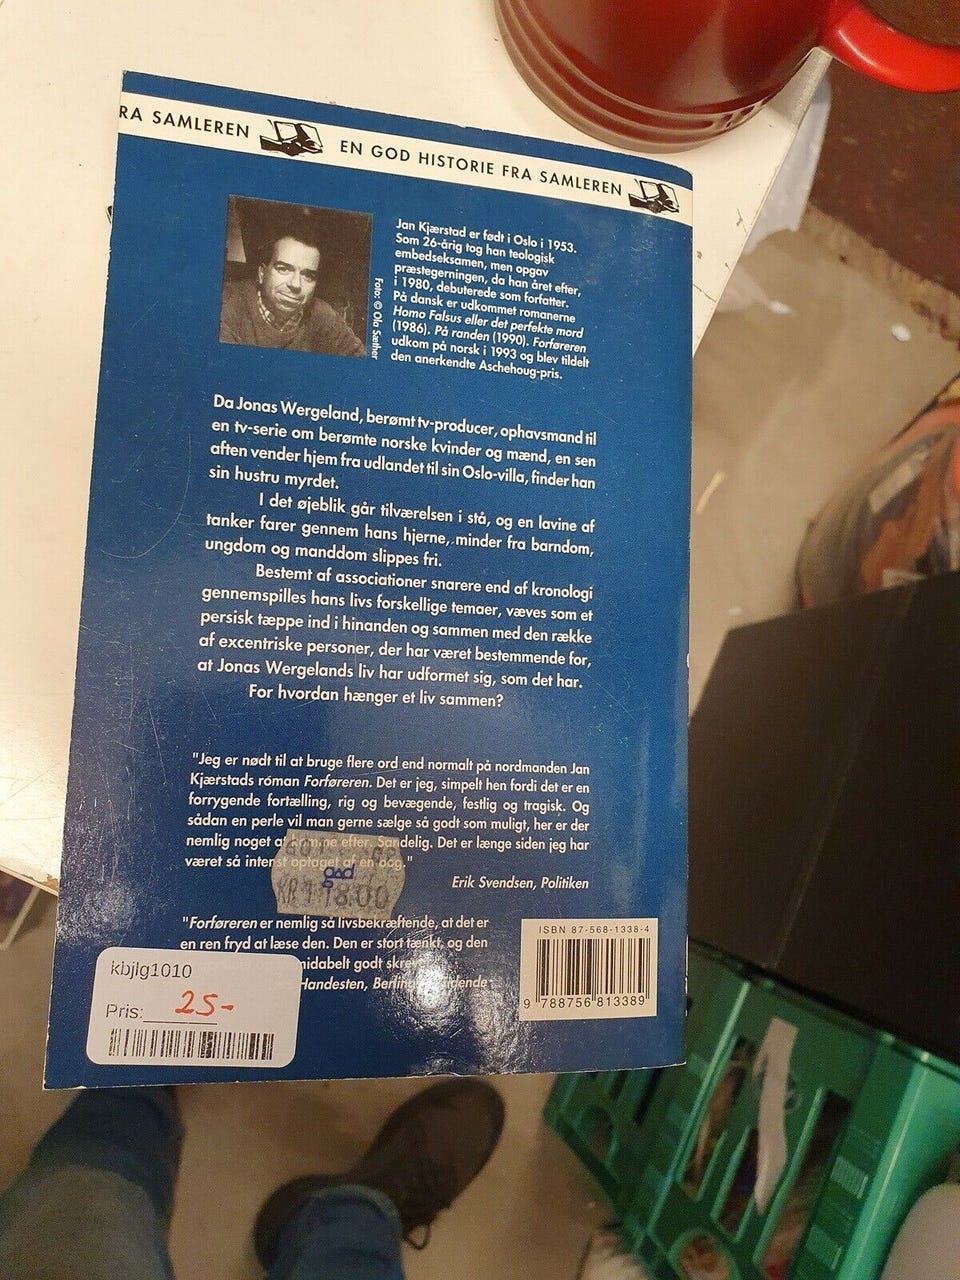 RA SAMLEREN
EN GOD HISTORIE FRA SAMLEREN
Jan Kjærstad er født i Oslo i 1953.
Som 26-årig tog han teologisk
embedseksamen, men opgav
præstegerningen, da han året efter,
i 1980, debuterede som forfatter.
På dansk er udkommet romanerne
Homo Falsus eller det perfekte mord
(1986). På randen (1990). Forføreren
udkom på norsk i 1993 og blev tildelt
den anerkendte Aschehoug-pris.
Foto: © Ola Sæther
Da Jonas Wergeland, berømt tv-producer, ophavsmand til
en tv-serie om berømte norske kvinder og mænd, en sen
aften vender hjem fra udlandet til sin Oslo-villa, finder han
sin hustru myrdet.
I det øjeblik går tilværelsen i stå, og en lavine af
tanker farer gennem hans hjerne, minder fra barndom,
ungdom og manddom slippes fri.
Bestemt af associationer snarere end af kronologi
gennemspilles hans livs forskellige temaer, væves som et
persisk tæppe ind i hinanden og sammen med den række
af excentriske personer, der har været bestemmende for,
at Jonas Wergelands liv har udformet sig, som det har.
For hvordan hænger et liv sammen?
"Jeg er nødt til at bruge flere ord end normalt på nordmanden Jan
Kjærstads roman Forføreren. Det er jeg, simpelt hen fordi det er en
forrygende fortælling, rig og bevægende, festlig og tragisk. Og
sådan en perle vil man gerne sælge så godt som muligt, her er der
nemlig noget at komme efter. Sandelig. Det er længe siden jeg har
været så intenst optaget af en bog."
Erik Svendsen, Politiken
gad
"Forføreren er nemlig så livsbekræftende, at det er
en ren fryd at læse den. Den er stort tænkt, og den
Handesten,
ISBN 87-568-1338-4
9 788756 813389
kbjlg1010
Pris: 25-